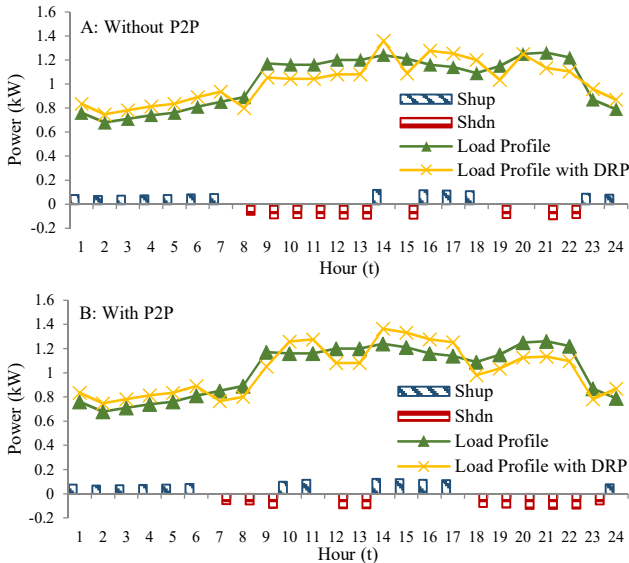 A: Without P2P
Power (kW)
1.6
1.4
1.2
1
0.8
0.6
0.4
0.2
0
-0.2
Shup
Shdn
Load Profile
Load Profile with DRP
1 2 3 4 5 6 7 8 9 10 11 12 13 14 15 16 17 18 19 20 21 22 23 24
Hour (t)
B: With P2P
Power (kW)
1.6
1.4
1.2
1
0.8
0.6
0.4
0.2
0
-0.2
Shup
Shdn
Load Profile
Load Profile with DRP
1 2 3 4 5 6 7 8 9 10 11 12 13 14 15 16 17 18 19 20 21 22 23 24
Hour (t)